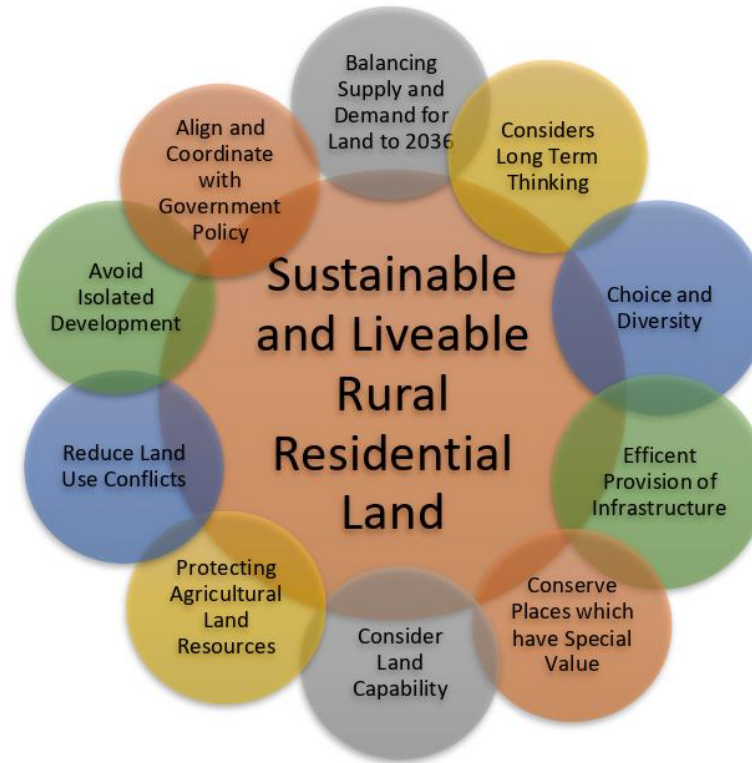 Balancing
Supply and
Demand for
Land to 2036
Considers
Long Term
Thinking
Choice and
Diversity
Efficent
Provision of
Infrastructure
Conserve
Places which
have Special
Value
Consider
Land
Capability
Protecting
Agricultural
Land
Resources
Reduce Land
Use Conflicts
Avoid
Isolated
Development
Align and
Coordinate
with
Government
Policy
Sustainable
and Liveable
Rural
Residential
Land